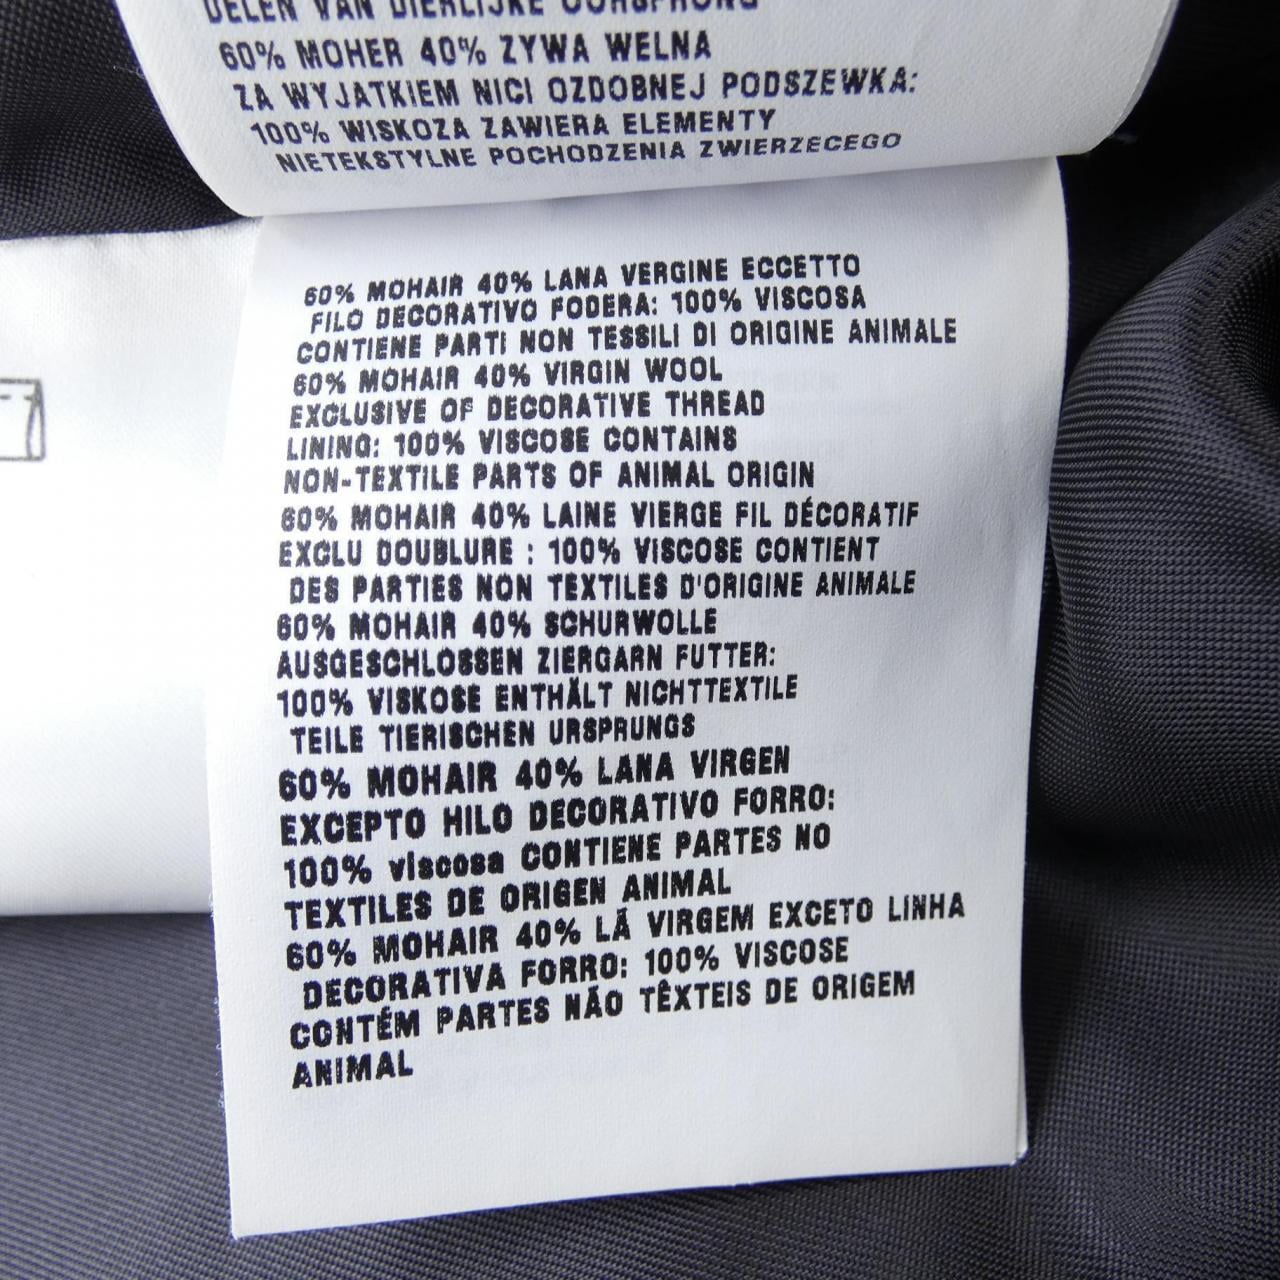 DELEN VAN DIERLIJKE OORSPRONG
60% MOHER 40% ZYWA WELNA
ZA WYJATKIEM NICI OZDOBNEJ PODSZEWKA:
100% WISKOZA ZAWIERA ELEMENTY
NIETEKSTYLNE POCHODZENIA ZWIERZECEGO
60% MOHAIR 40% LANA VERGINE ECCETTO
FILO DECORATIVO FODERA: 100% VISCOSA
CONTIENE PARTI NON TESSILI DI ORIGINE ANIMALE
60% MOHAIR 40% VIRGIN WOOL
EXCLUSIVE OF DECORATIVE THREAD
LINING: 100% VISCOSE CONTAINS
NON-TEXTILE PARTS OF ANIMAL ORIGIN
60% MOHAIR 40% LAINE VIERGE FIL DÉCORATIF
EXCLU DOUBLURE : 100% VISCOSE CONTIENT
DES PARTIES NON TEXTILES D'ORIGINE ANIMALE
60% MOHAIR 40% SCHURWOLLE
AUSGESCHLOSSEN ZIERGARN FUTTER:
100% VISKOSE ENTHÄLT NICHTTEXTILE
TEILE TIERISCHEN URSPRUNGS
60% MOHAIR 40% LANA VIRGEN
EXCEPTO HILO DECORATIVO FORRO:
100% viscosa CONTIENE PARTES NO
TEXTILES DE ORIGEN ANIMAL
60% MOHAIR 40% LÃ VIRGEM EXCETO LINHA
DECORATIVA FORRO: 100% VISCOSE
CONTÉM PARTES NÃO TÊXTEIS DE ORIGEM
ANIMAL